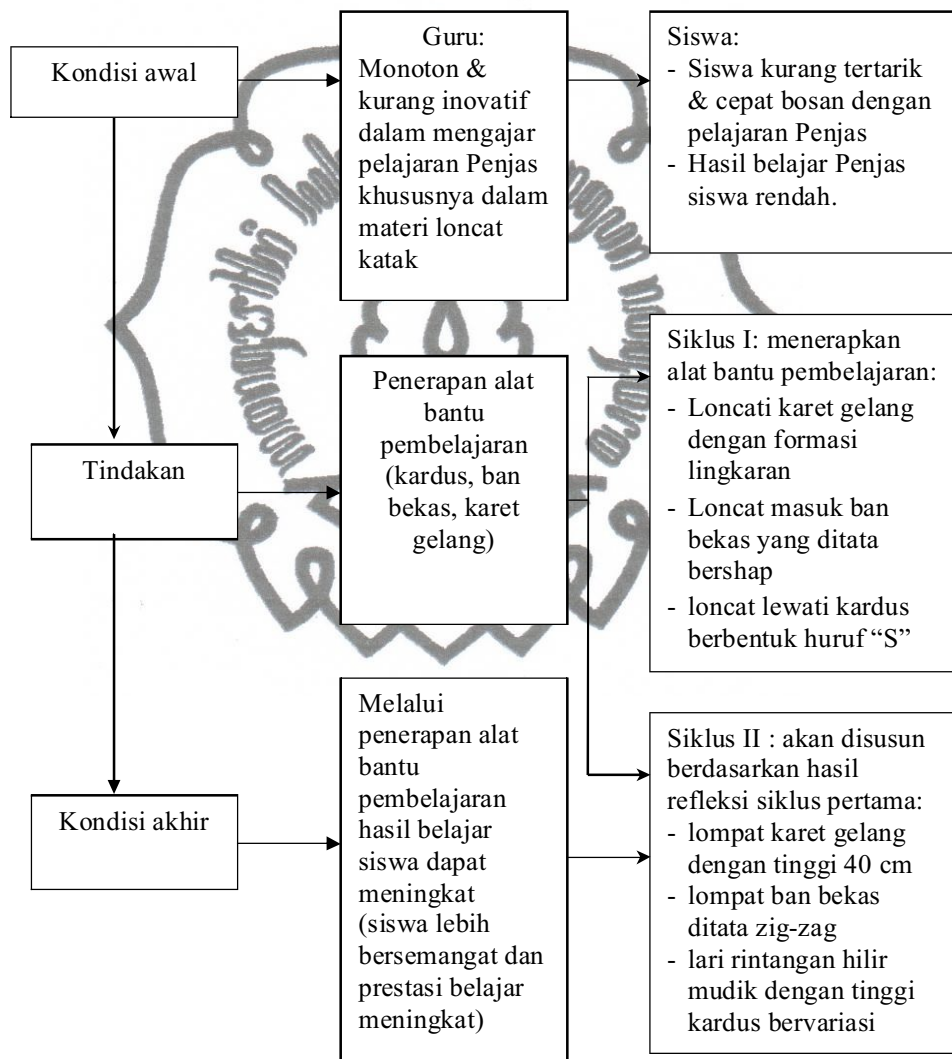 Kondisi awal
Guru:
Monoton &
kurang inovatif
dalam mengajar
pelajaran Penjas
khususnya dalam
materi loncat
katak
Siswa:
- Siswa kurang tertarik
& cepat bosan dengan
pelajaran Penjas
- Hasil belajar Penjas
siswa rendah.
Tindakan
Penerapan alat
bantu
pembelajaran
(kardus, ban
bekas, karet
gelang)
Siklus I: menerapkan
alat bantu pembelajaran:
- Loncati karet gelang
dengan formasi
lingkaran
- Loncat masuk ban
bekas yang ditata
bershap
- loncat lewati kardus
berbentuk huruf “S”
Kondisi akhir
Melalui
penerapan alat
bantu
pembelajaran
hasil belajar
siswa dapat
meningkat
(siswa lebih
bersemangat dan
prestasi belajar
meningkat)
Siklus II : akan disusun
berdasarkan hasil
refleksi siklus pertama:
- lompat karet gelang
dengan tinggi 40 cm
- lompat ban bekas
ditata zig-zag
- lari rintangan hilir
mudik dengan tinggi
kardus bervariasi